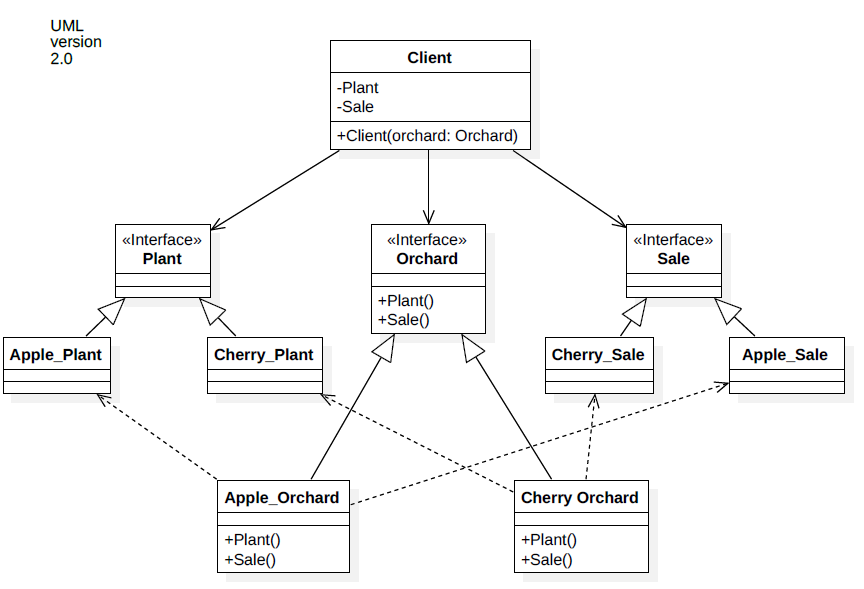 UML
version
2.0
Client
-Plant
-Sale
+Client(orchard: Orchard)
«Interface»
Plant
«Interface»
Orchard
+Plant()
+Sale()
«Interface»
Sale
Apple_Plant
Cherry_Plant
Cherry_Sale
Apple_Sale
Apple_Orchard
+Plant()
+Sale()
Cherry Orchard
+Plant()
+Sale()